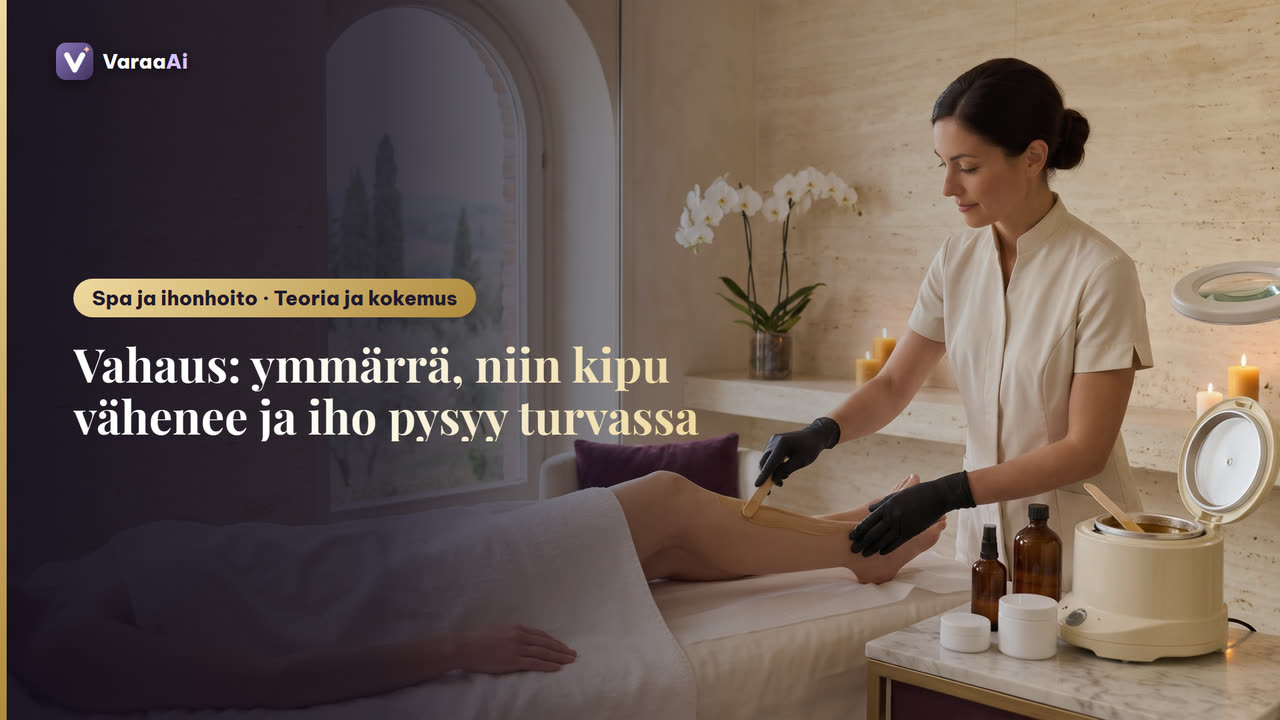 VaraaAi
Spa ja ihonhoito · Teoria ja kokemus
Vahaus: ymmärrä, niin kipu
vähenee ja iho pysyy turvassa